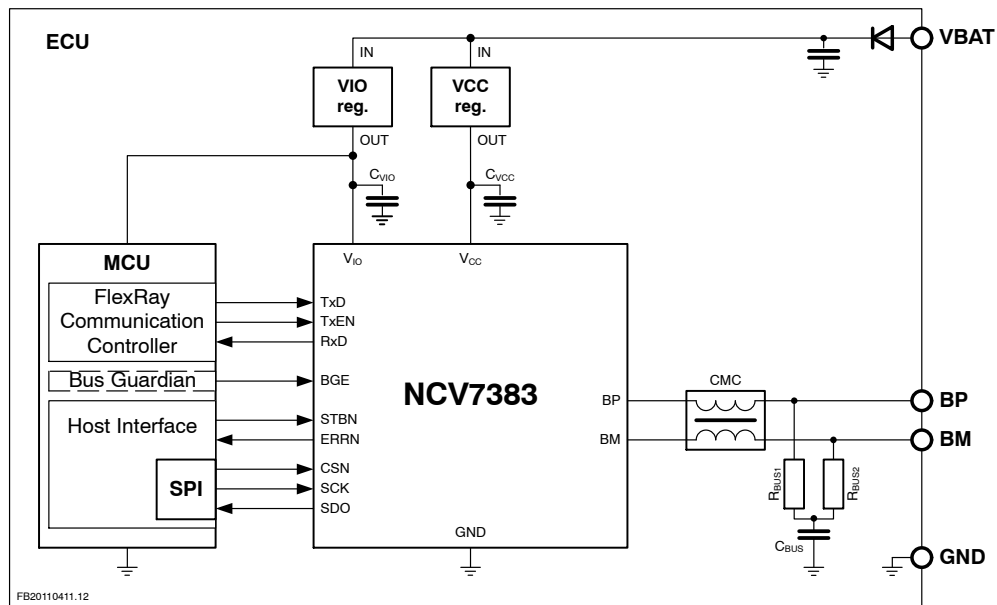 ECU
VBAT
IN
IN
VIO
reg.
VCC
reg.
OUT
OUT
CVIO
CVCC
MCU
VIO
VCC
FlexRay
Communication
Controller
TxD
TxEN
RxD
Bus Guardian
BGE
NCV7383
CMC
BP
BP
Host Interface
STBN
ERRN
BM
BM
SPI
CSN
SCK
SDO
RBUS1
RBUS2
GND
CBUS
GND
FB20110411.12